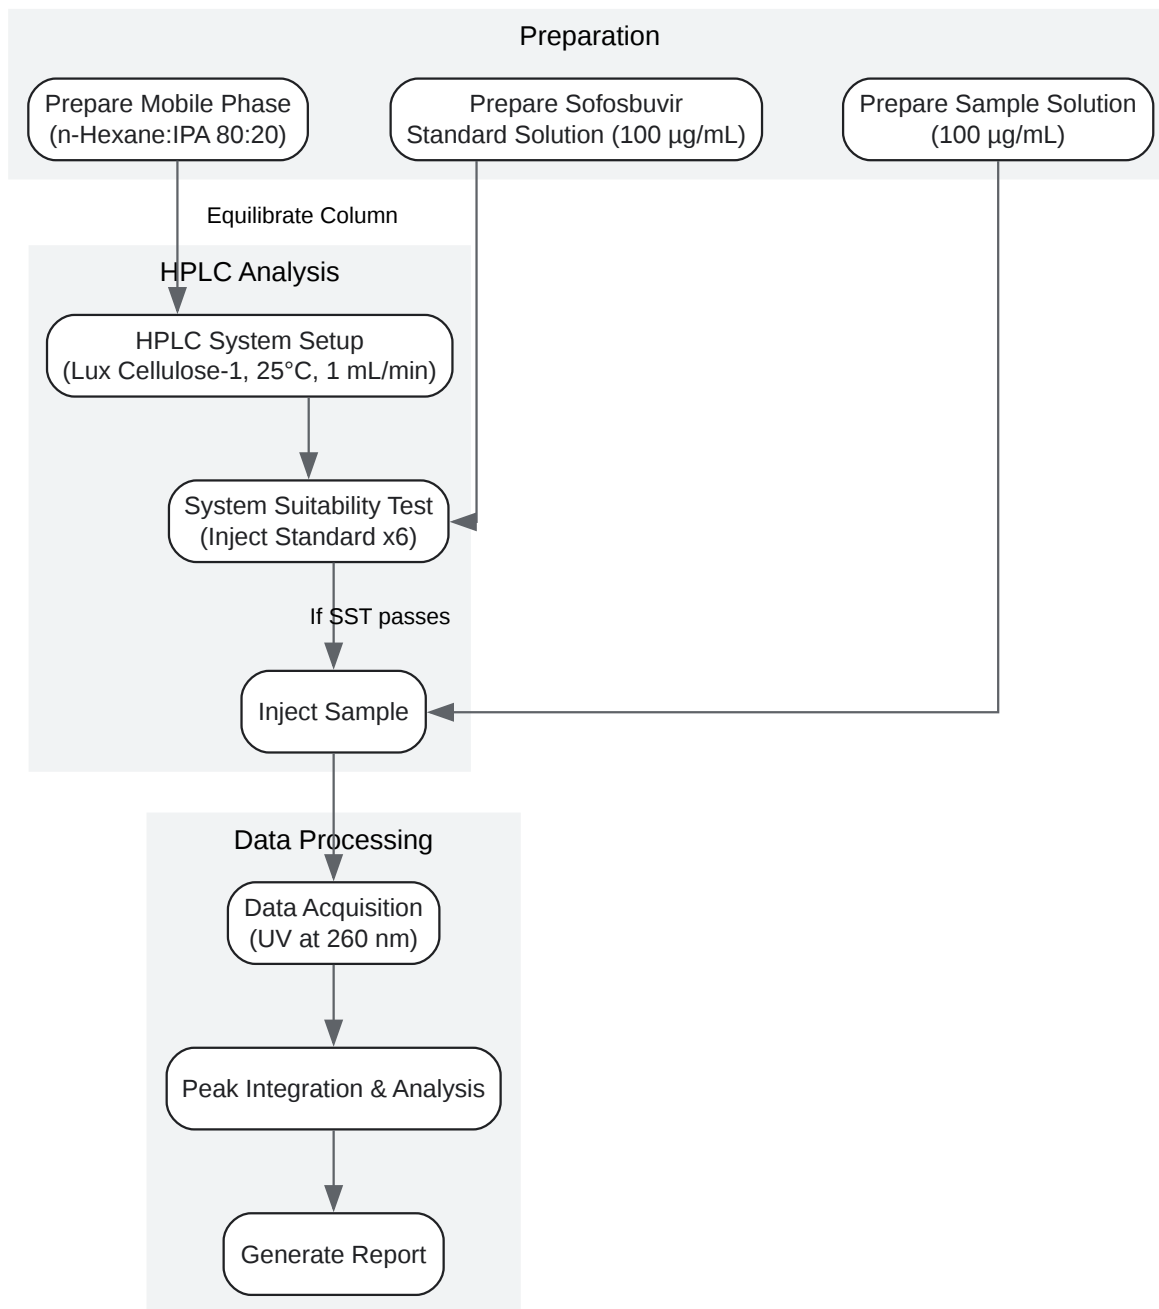 Preparation
Prepare Mobile Phase
(n-Hexane:IPA 80:20)
Prepare Sofosbuvir
Standard Solution (100 µg/mL)
Prepare Sample Solution
(100 µg/mL)
Equilibrate Column
HPLC Analysis
HPLC System Setup
(Lux Cellulose-1, 25°C, 1 mL/min)
System Suitability Test
(Inject Standard x6)
If SST passes
Inject Sample
Data Processing
Data Acquisition
(UV at 260 nm)
Peak Integration & Analysis
Generate Report